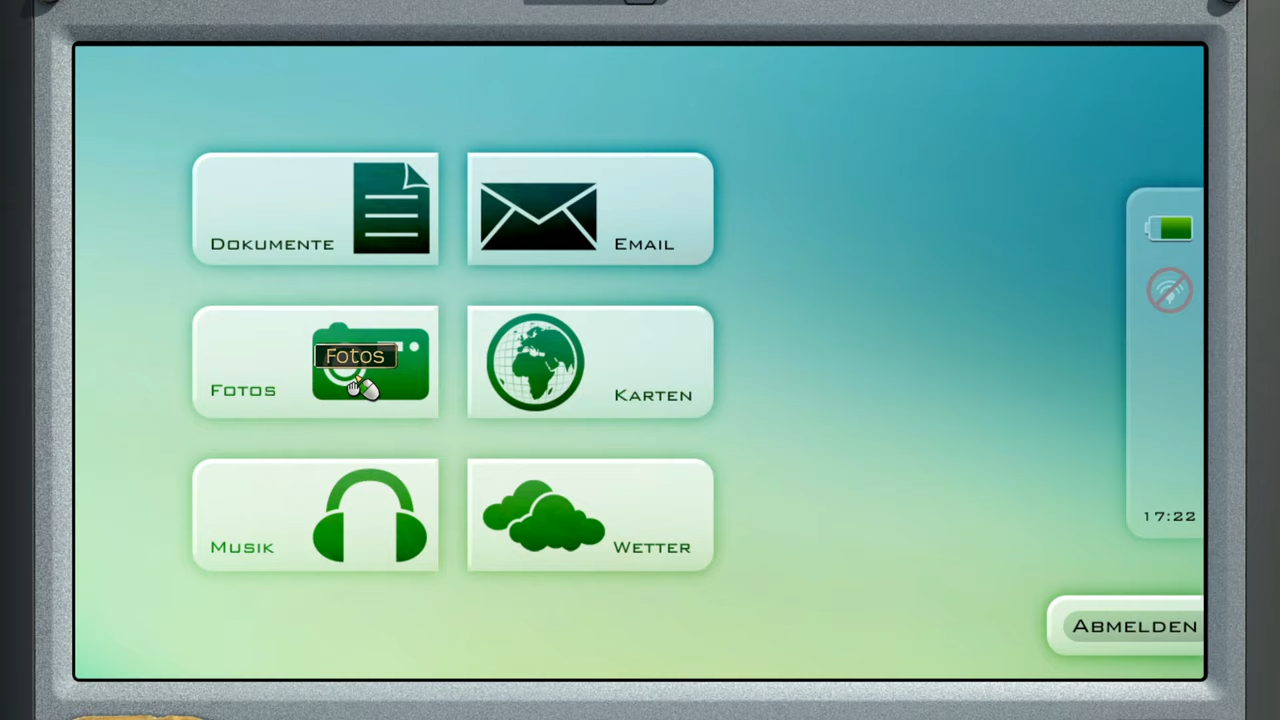 Dokumente
Email
Fotos
Fotos
Karten
Musik
Wetter
17:22
Abmelden